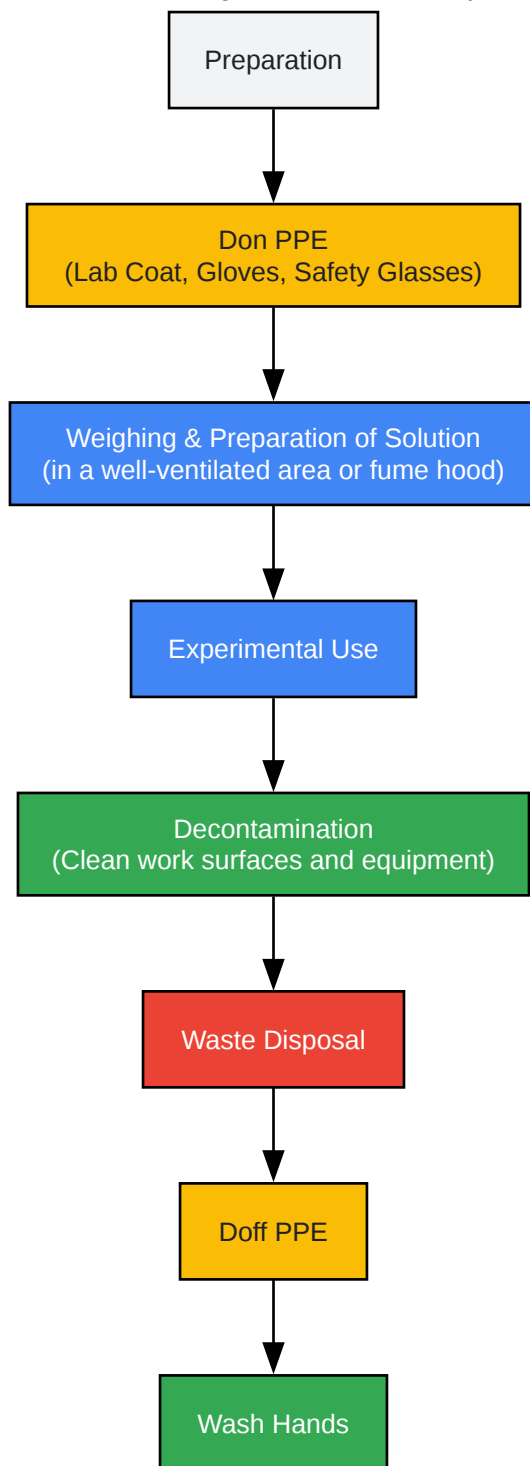 Preparation
Don PPE
(Lab Coat, Gloves, Safety Glasses)
Weighing & Preparation of Solution
(in a well-ventilated area or fume hood)
Experimental Use
Decontamination
(Clean work surfaces and equipment)
Waste Disposal
Doff PPE
Wash Hands